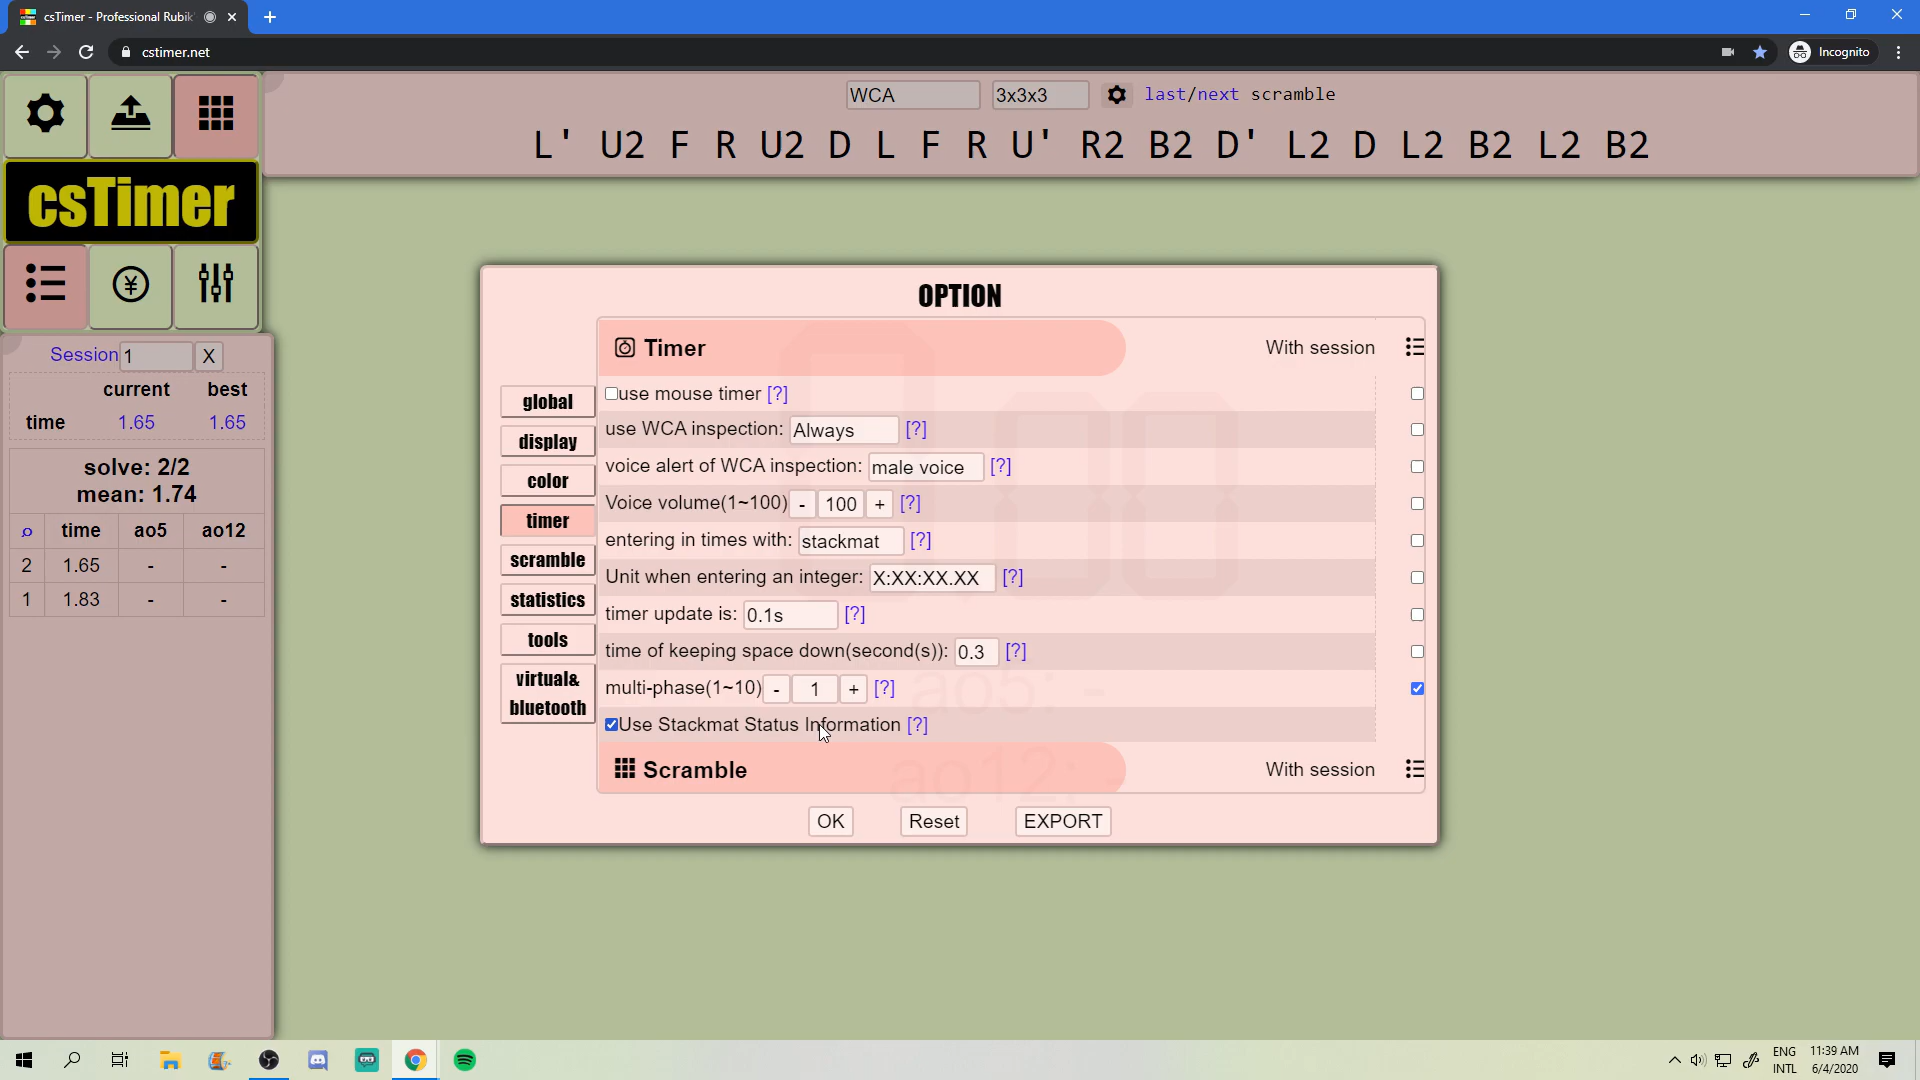 csTimer - Professional Rubik'
cstimer.net
Incognito
WCA 3x3x3 last/next scramble
L' U2 F R U2 D L F R U' R2 B2 D' L2 D L2 B2 L2 B2
csTimer
¥
Session 1 X
current best
time 1.65 1.65
solve: 2/2
mean: 1.74
time ao5 ao12
2 1.65 - -
1 1.83 - -
OPTION
global
display
color
timer
scramble
statistics
tools
virtual&
bluetooth
Timer With session
use mouse timer [?]
use WCA inspection: Always [?]
voice alert of WCA inspection: male voice [?]
Voice volume(1~100) - 100 + [?]
entering in times with: stackmat [?]
Unit when entering an integer: X:XX:XX.XX [?]
timer update is: 0.1s [?]
time of keeping space down(second(s)): 0.3 [?]
multi-phase(1~10) - 1 + [?]
Use Stackmat Status Information [?]
Scramble With session
0.00
ao5: -
ao12: -
OK Reset EXPORT
ENG
INTL
11:39 AM
6/4/2020